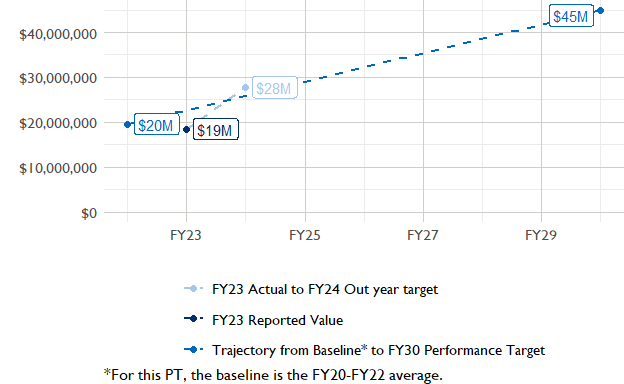 $45M
$40,000,000
$30,000,000
$28M
$20,000,000
$20M
$19M
$10,000,000
$0
FY23 FY25 FY27 FY29
FY23 Actual to FY24 Out year target
FY23 Reported Value
Trajectory from Baseline* to FY30 Performance Target
*For this PT, the baseline is the FY20-FY22 average.